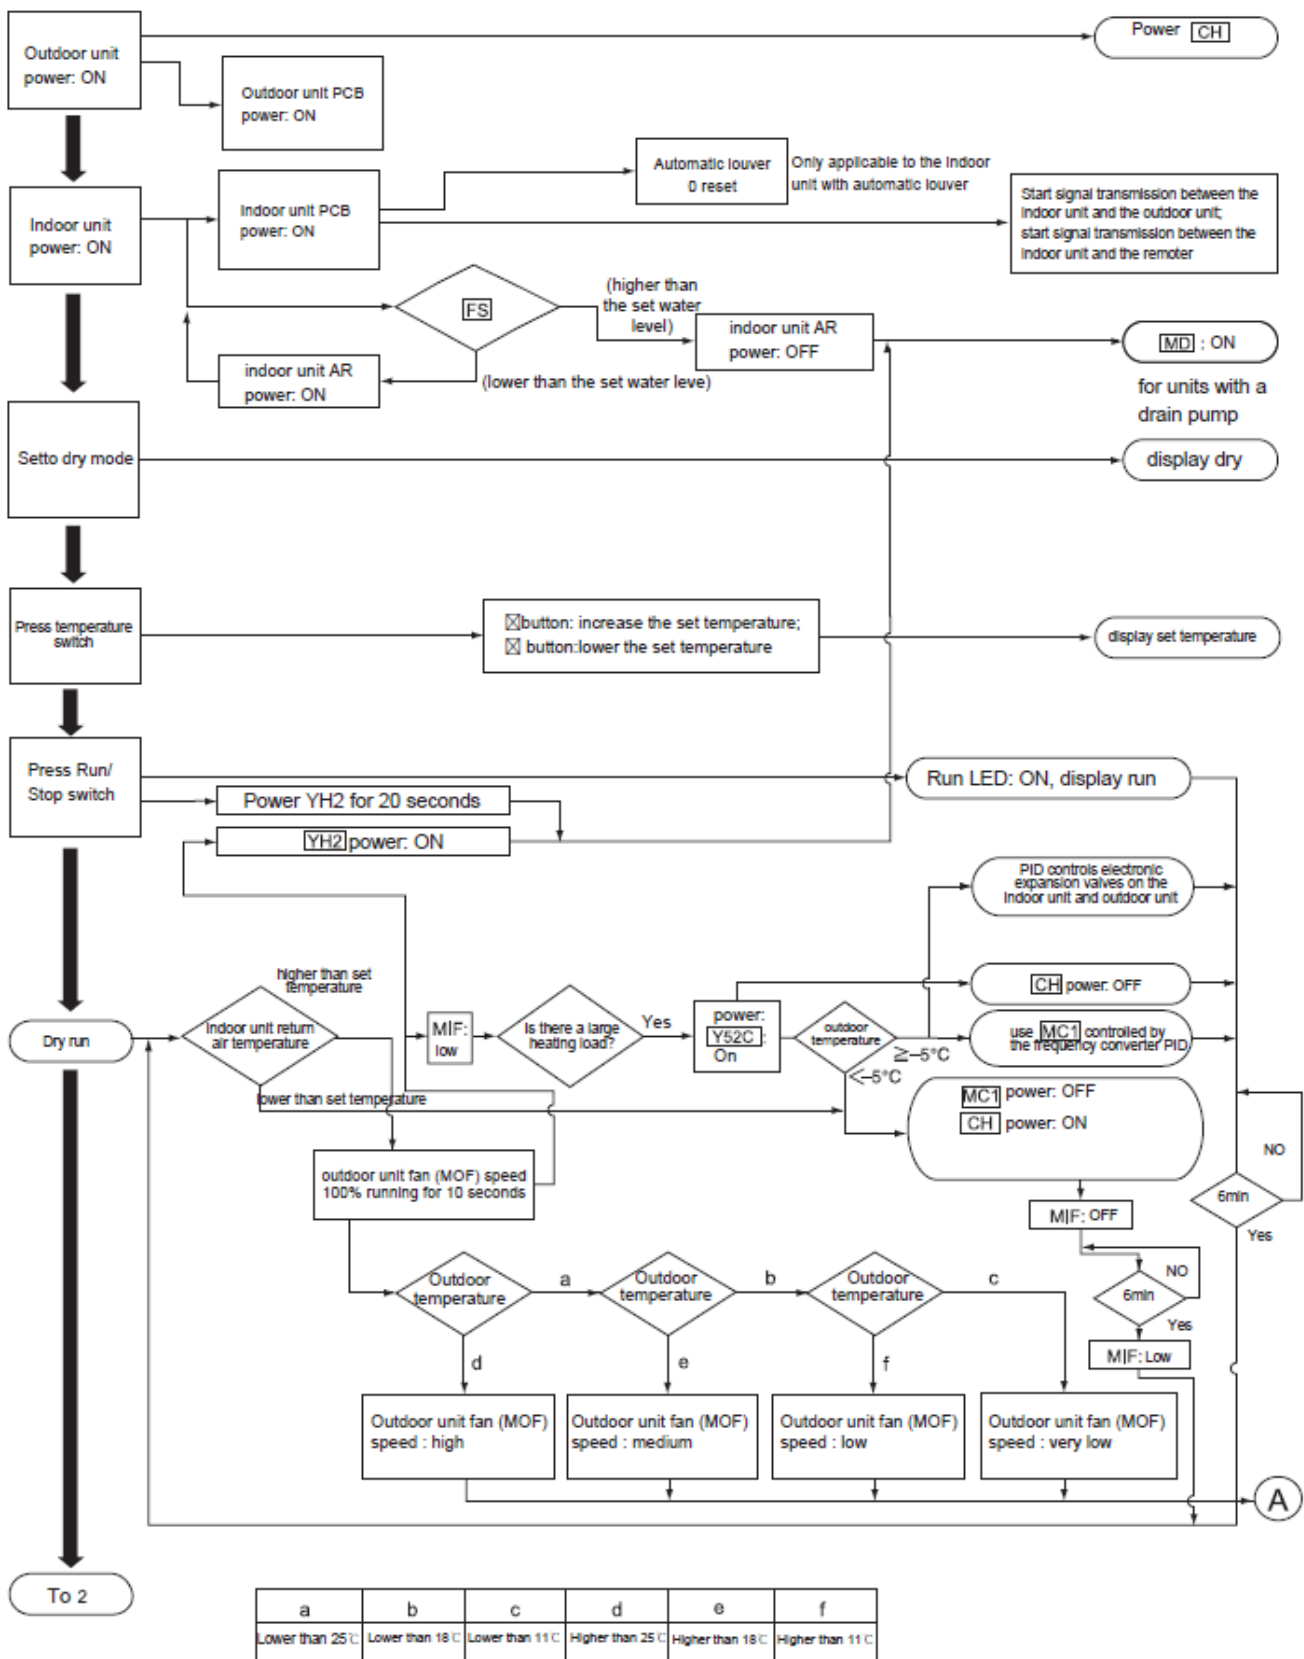 Outdoor unit
power: ON
Power CH
Outdoor unit PCB
power: ON
Indoor unit
power: ON
Indoor unit PCB
power: ON
Automatic louver
0 reset
Only applicable to the Indoor
unit with automatic louver
Start signal transmission between the
Indoor unit and the outdoor unit;
start signal transmission between the
Indoor unit and the remoter
FS
(higher than
the set water
level)
indoor unit AR
power: OFF
MD : ON
for units with a
drain pump
indoor unit AR
power: ON
(lower than the set water leve)
Setto dry mode
display dry
Press temperature
switch
button: increase the set temperature;
button:lower the set temperature
display set temperature
Press Run/
Stop switch
Run LED: ON, display run
Power YH2 for 20 seconds
YH2 power: ON
PID controls electronic
expansion valves on the
Indoor unit and outdoor unit
Dry run
higher than set
temperature
Indoor unit return
air temperature
lower than set temperature
M|F:
low
Is there a large
heating load?
Yes
power:
Y52C :
On
outdoor
temperature
≥–5°C
<–5°C
CH power: OFF
use MC1 controlled by
the frequency converter PID
MC1 power: OFF
CH power: ON
outdoor unit fan (MOF) speed
100% running for 10 seconds
M|F: OFF
NO
6min
Yes
NO
6min
Yes
M|F: Low
Outdoor
temperature
a
Outdoor
temperature
b
Outdoor
temperature
c
d
e
f
Outdoor unit fan (MOF)
speed : high
Outdoor unit fan (MOF)
speed : medium
Outdoor unit fan (MOF)
speed : low
Outdoor unit fan (MOF)
speed : very low
A
To 2
a b c d e f
Lower than 25℃ Lower than 18℃ Lower than 11℃ Higher than 25℃ Higher than 18℃ Higher than 11℃